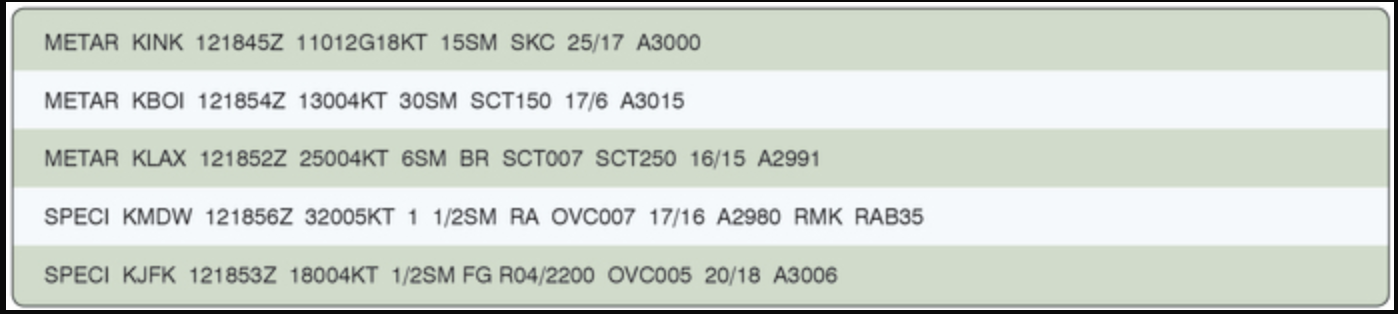 METAR KINK 121845Z 11012G18KT 15SM SKC 25/17 A3000
METAR KBOI 121854Z 13004KT 30SM SCT150 17/6 A3015
METAR KLAX 121852Z 25004KT 6SM BR SCT007 SCT250 16/15 A2991
SPECI KMDW 121856Z 32005KT 1 1/2SM RA OVC007 17/16 A2980 RMK RAB35
SPECI KJFK 121853Z 18004KT 1/2SM FG R04/2200 OVC005 20/18 A3006